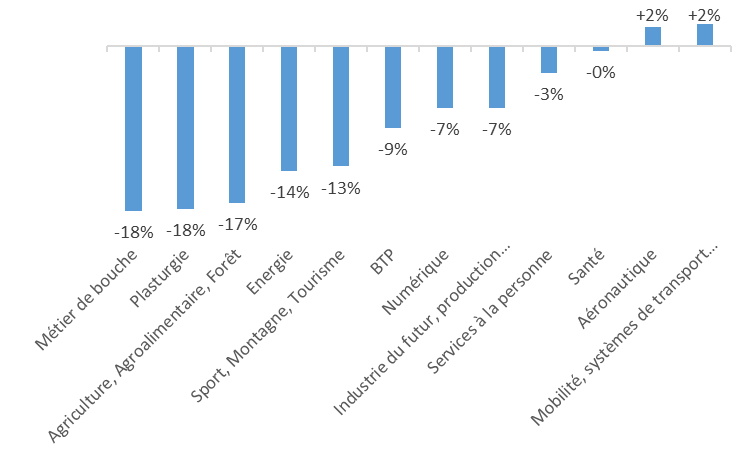 +2%
+2%
-0%
-3%
-7%
-7%
-9%
-13%
-14%
-17%
-18%
-18%
Métier de bouche
Plasturgie
Agriculture, Agroalimentaire, Forêt
Energie
Sport, Montagne, Tourisme
BTP
Numérique
Industrie du futur, production...
Services à la personne
Santé
Aéronautique
Mobilité, systèmes de transport...